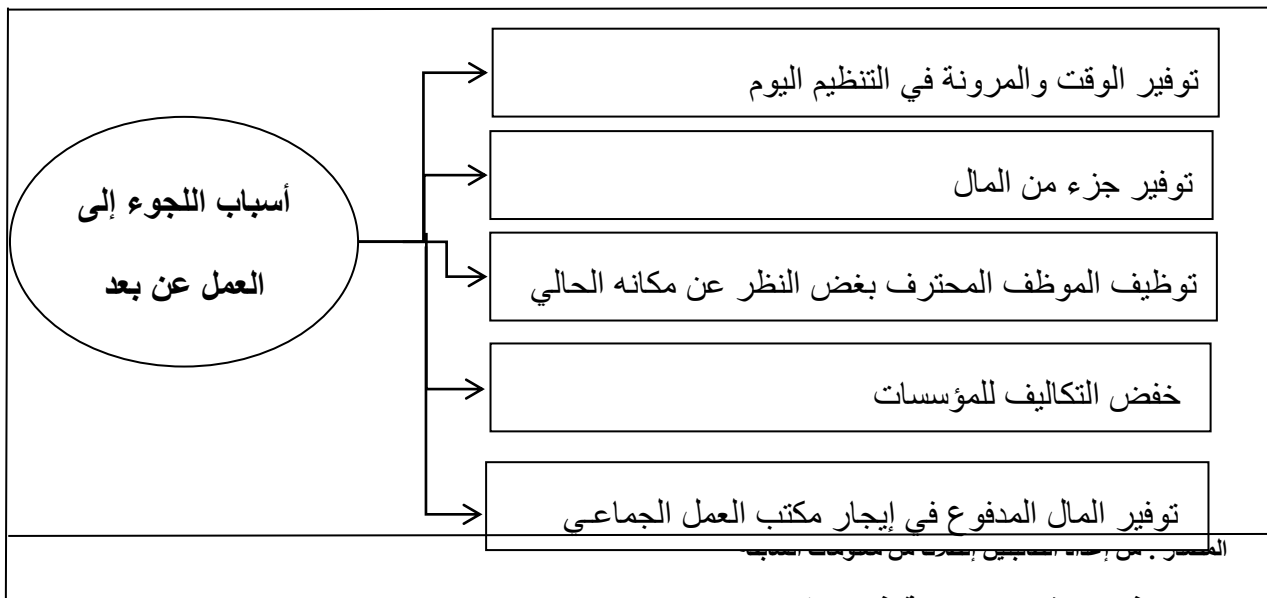 توفير الوقت والمرونة في التنظيم اليوم
توفير جزء من المال
أسباب اللجوء إلى
العمل عن بعد
توظيف الموظف المحترف بغض النظر عن مكانه الحالي
خفض التكاليف للمؤسسات
توفير المال المدفوع في إيجار مكتب العمل الجماعي